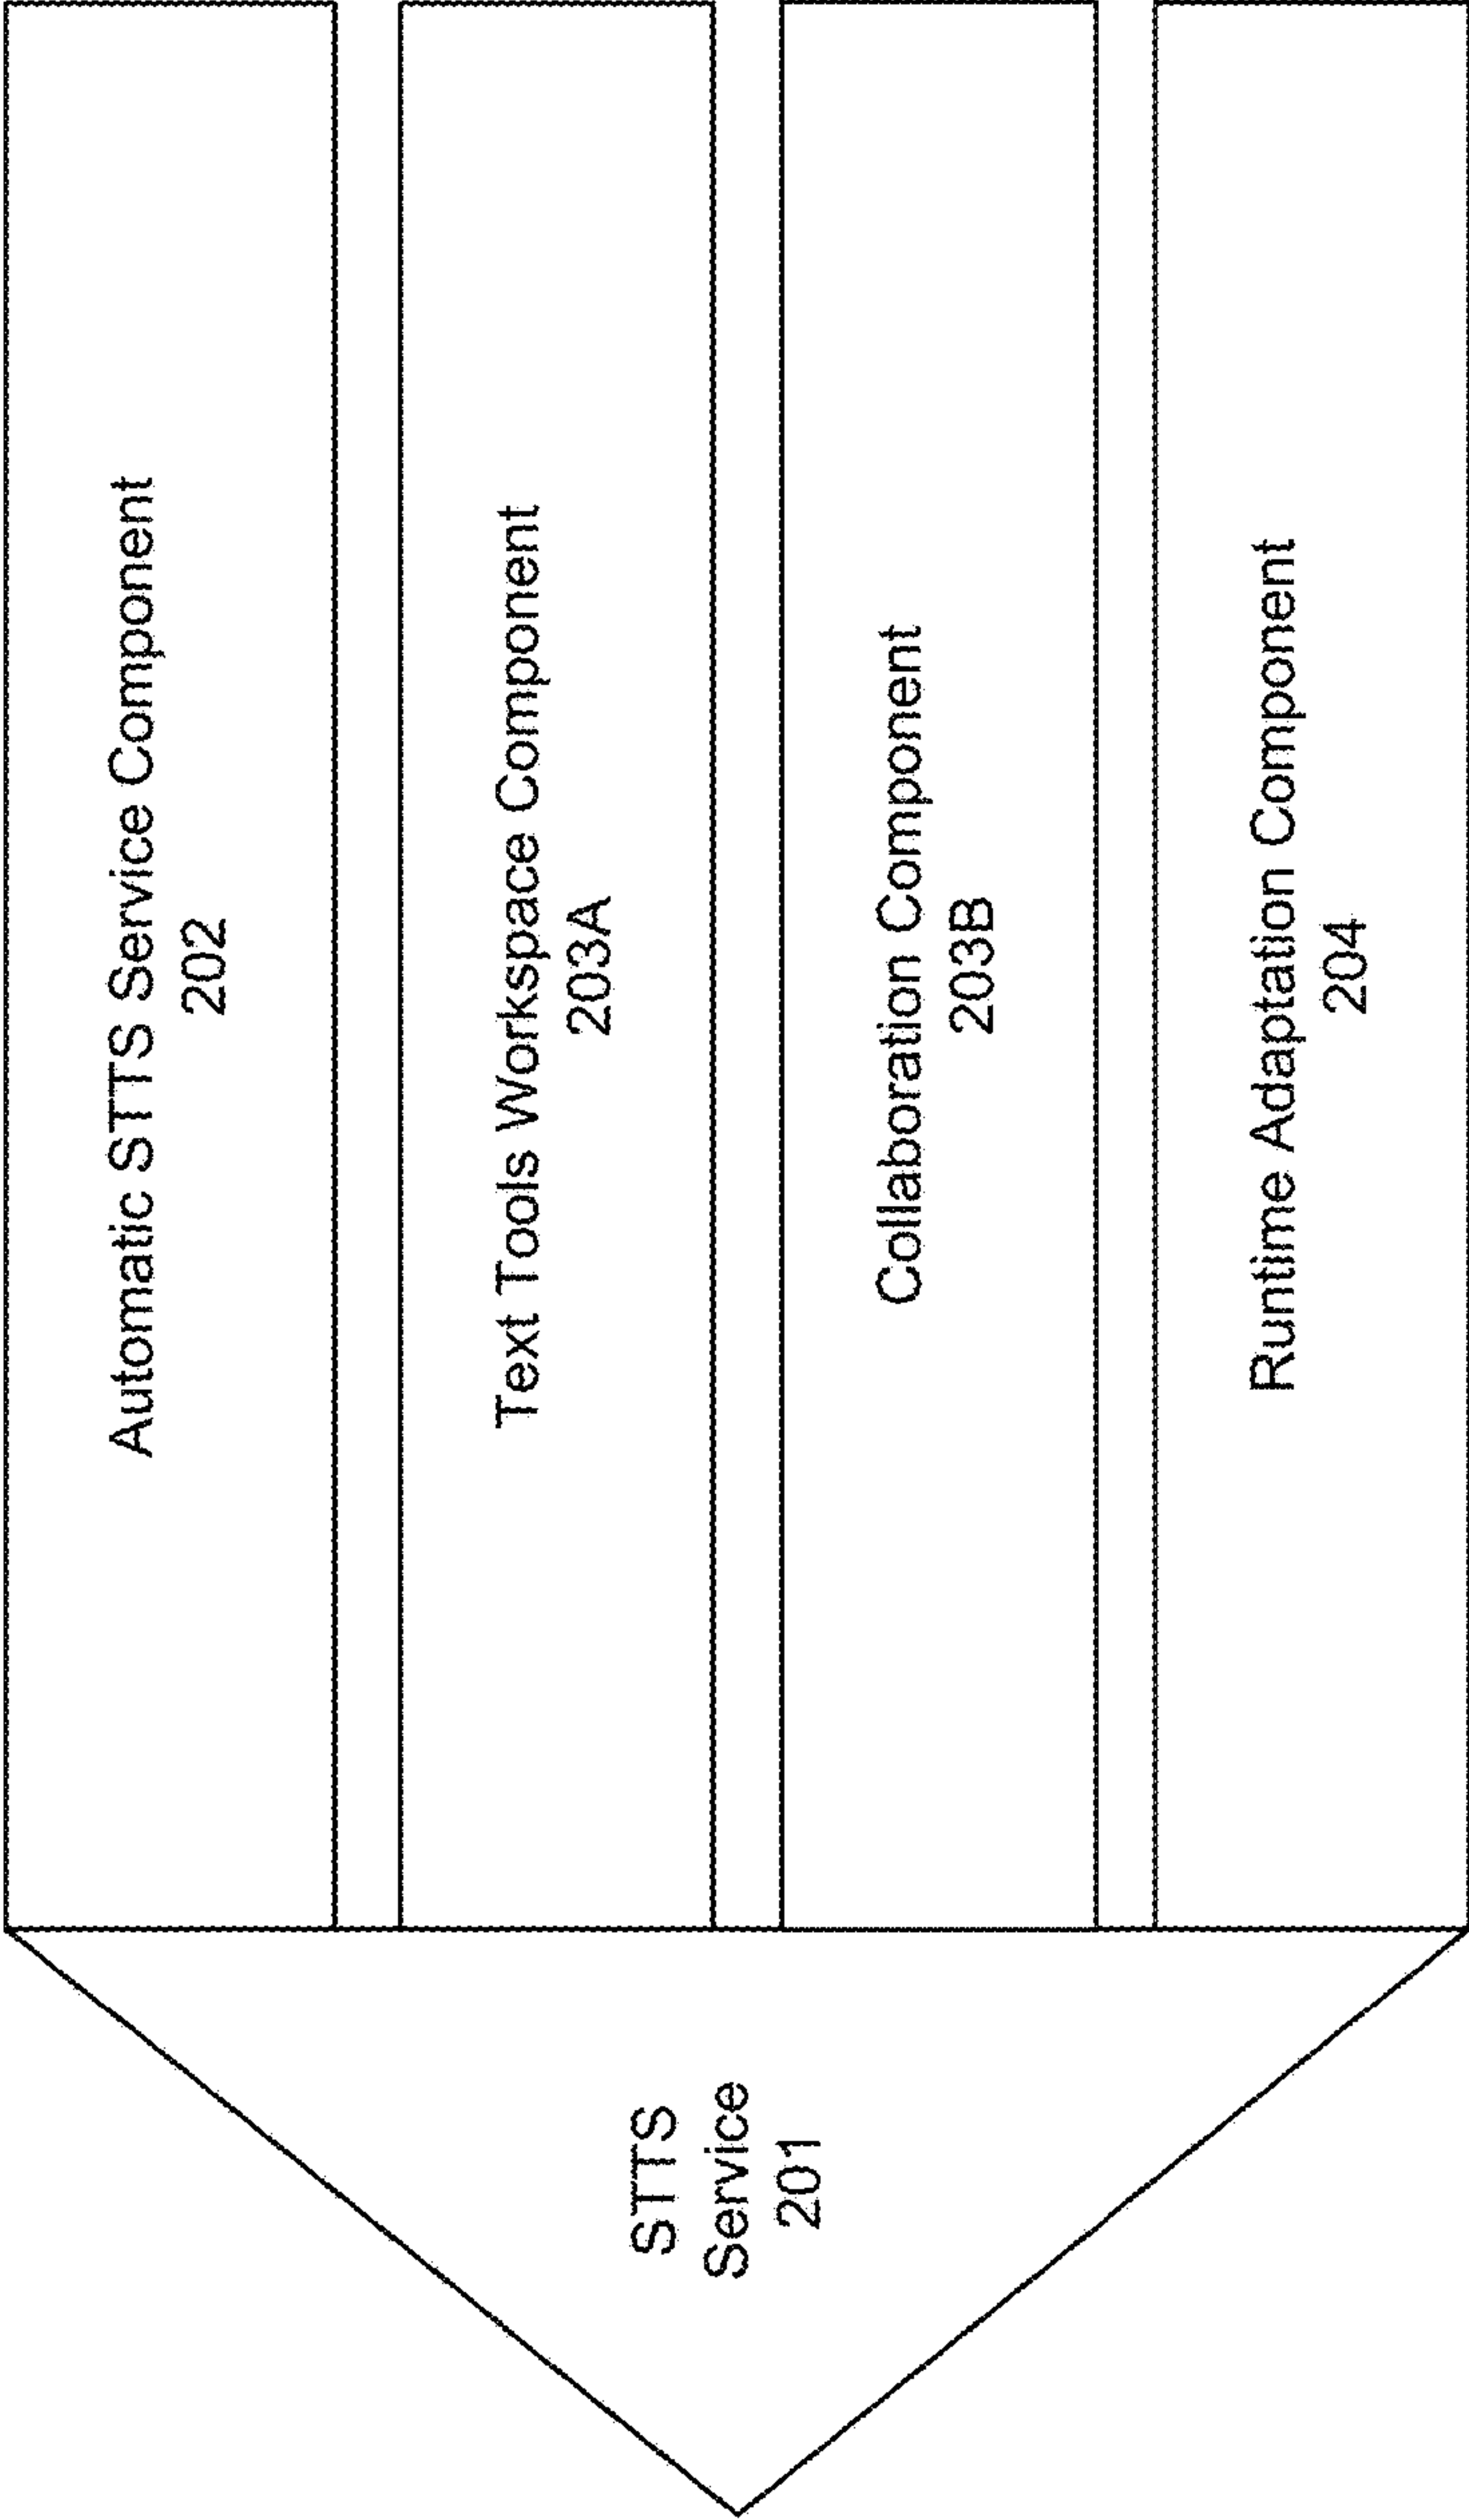 STTS
Service
201
Automatic STTS Service Component
202
Text Tools Workspace Component
203A
Collaboration Component
203B
Runtime Adaptation Component
204